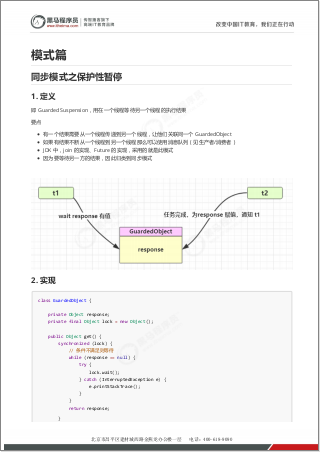 黑马程序员
www.itheima.com
传智播客旗下
高端IT教育品牌
改变中国IT教育，我们正在行动
模式篇
同步模式之保护性暂停
1. 定义
即 Guarded Suspension，用在一个线程等待另一个线程的执行结果
要点
有一个结果需要从一个线程传递到另一个线程，让他们关联同一个 GuardedObject
如果有结果不断从一个线程到另一个线程那么可以使用消息队列（见生产者/消费者）
JDK 中，join 的实现、Future 的实现，采用的就是此模式
因为要等待另一方的结果，因此归类到同步模式
t1
t2
wait response 有值
任务完成，为response 赋值，通知 t1
GuardedObject
response
2. 实现
class GuardedObject {
private Object response;
private final Object lock = new Object();
public Object get() {
synchronized (lock) {
// 条件不满足则等待
while (response == null) {
try {
lock.wait();
} catch (InterruptedException e) {
e.printStackTrace();
}
}
return response;
}
北京市昌平区建材城西路金燕龙办公楼一层 电话：400-618-9090